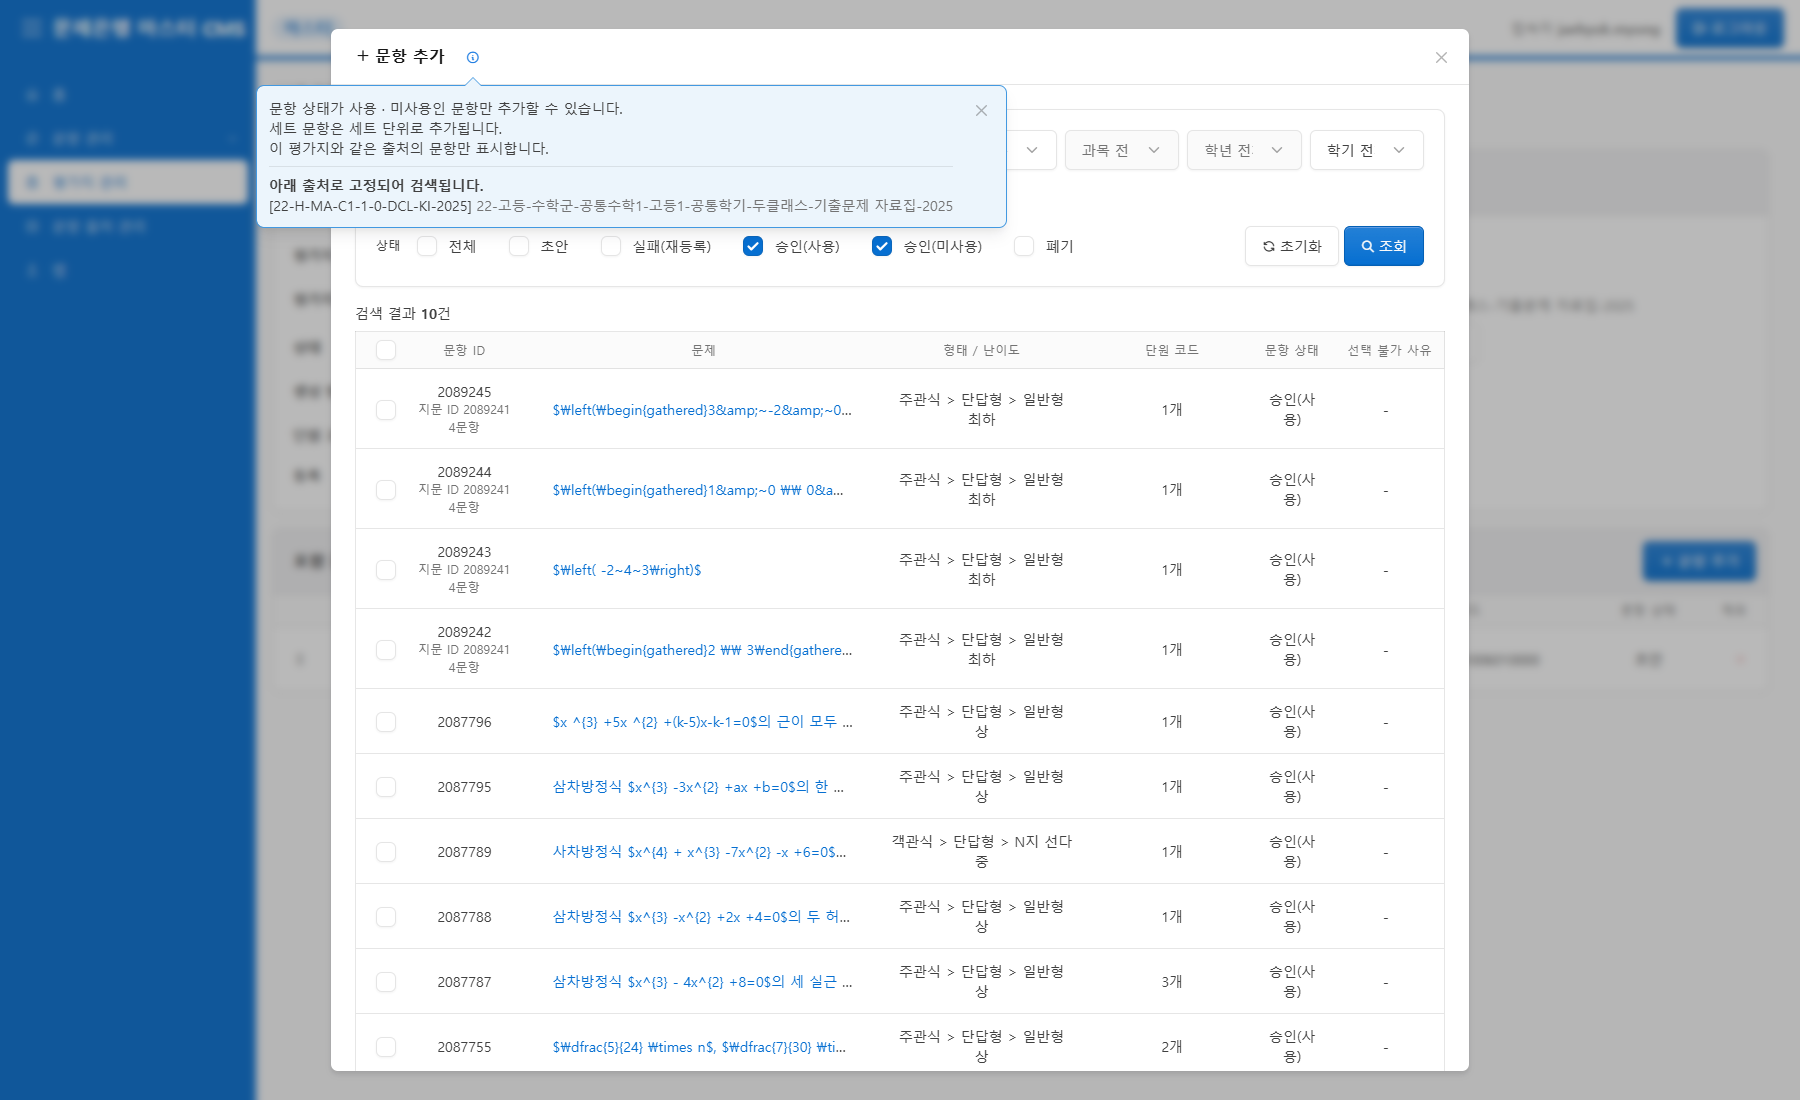 + 문항 추가
문항 상태가 사용 · 미사용인 문항만 추가할 수 있습니다.
세트 문항은 세트 단위로 추가됩니다.
이 평가지와 같은 출처의 문항만 표시합니다.
아래 출처로 고정되어 검색됩니다.
[22-H-MA-C1-1-0-DCL-KI-2025] 22-고등-수학군-공통수학1-고등1-공통학기-두클래스-기출문제 자료집-2025
과목 전 학년 전 학기 전
상태 전체 초안 실패(재등록) 승인(사용) 승인(미사용) 폐기 초기화 조회
검색 결과 10건
문항 ID 문제 형태 / 난이도 단원 코드 문항 상태 선택 불가 사유
2089245
지문 ID 2089241
4문항
$₩left(₩begin{gathered}3&amp;~-2&amp;~0...
주관식 > 단답형 > 일반형
최하
1개
승인(사
용)
-
2089244
지문 ID 2089241
4문항
$₩left(₩begin{gathered}1&amp;~0 ₩₩ 0&a...
주관식 > 단답형 > 일반형
최하
1개
승인(사
용)
-
2089243
지문 ID 2089241
4문항
$₩left( -2~4~3₩right)$
주관식 > 단답형 > 일반형
최하
1개
승인(사
용)
-
2089242
지문 ID 2089241
4문항
$₩left(₩begin{gathered}2 ₩₩ 3₩end{gathere...
주관식 > 단답형 > 일반형
최하
1개
승인(사
용)
-
2087796
$x ^{3} +5x ^{2} +(k-5)x-k-1=0$의 근이 모두 ...
주관식 > 단답형 > 일반형
상
1개
승인(사
용)
-
2087795
삼차방정식 $x^{3} -3x^{2} +ax +b=0$의 한 ...
주관식 > 단답형 > 일반형
상
1개
승인(사
용)
-
2087789
사차방정식 $x^{4} + x^{3} -7x^{2} -x +6=0$...
객관식 > 단답형 > N지 선다
중
1개
승인(사
용)
-
2087788
삼차방정식 $x^{3} -x^{2} +2x +4=0$의 두 허...
주관식 > 단답형 > 일반형
상
1개
승인(사
용)
-
2087787
삼차방정식 $x^{3} - 4x^{2} +8=0$의 세 실근 ...
주관식 > 단답형 > 일반형
상
3개
승인(사
용)
-
2087755
$₩dfrac{5}{24} ₩times n$, $₩dfrac{7}{30} ₩ti...
주관식 > 단답형 > 일반형
상
2개
승인(사
용)
-